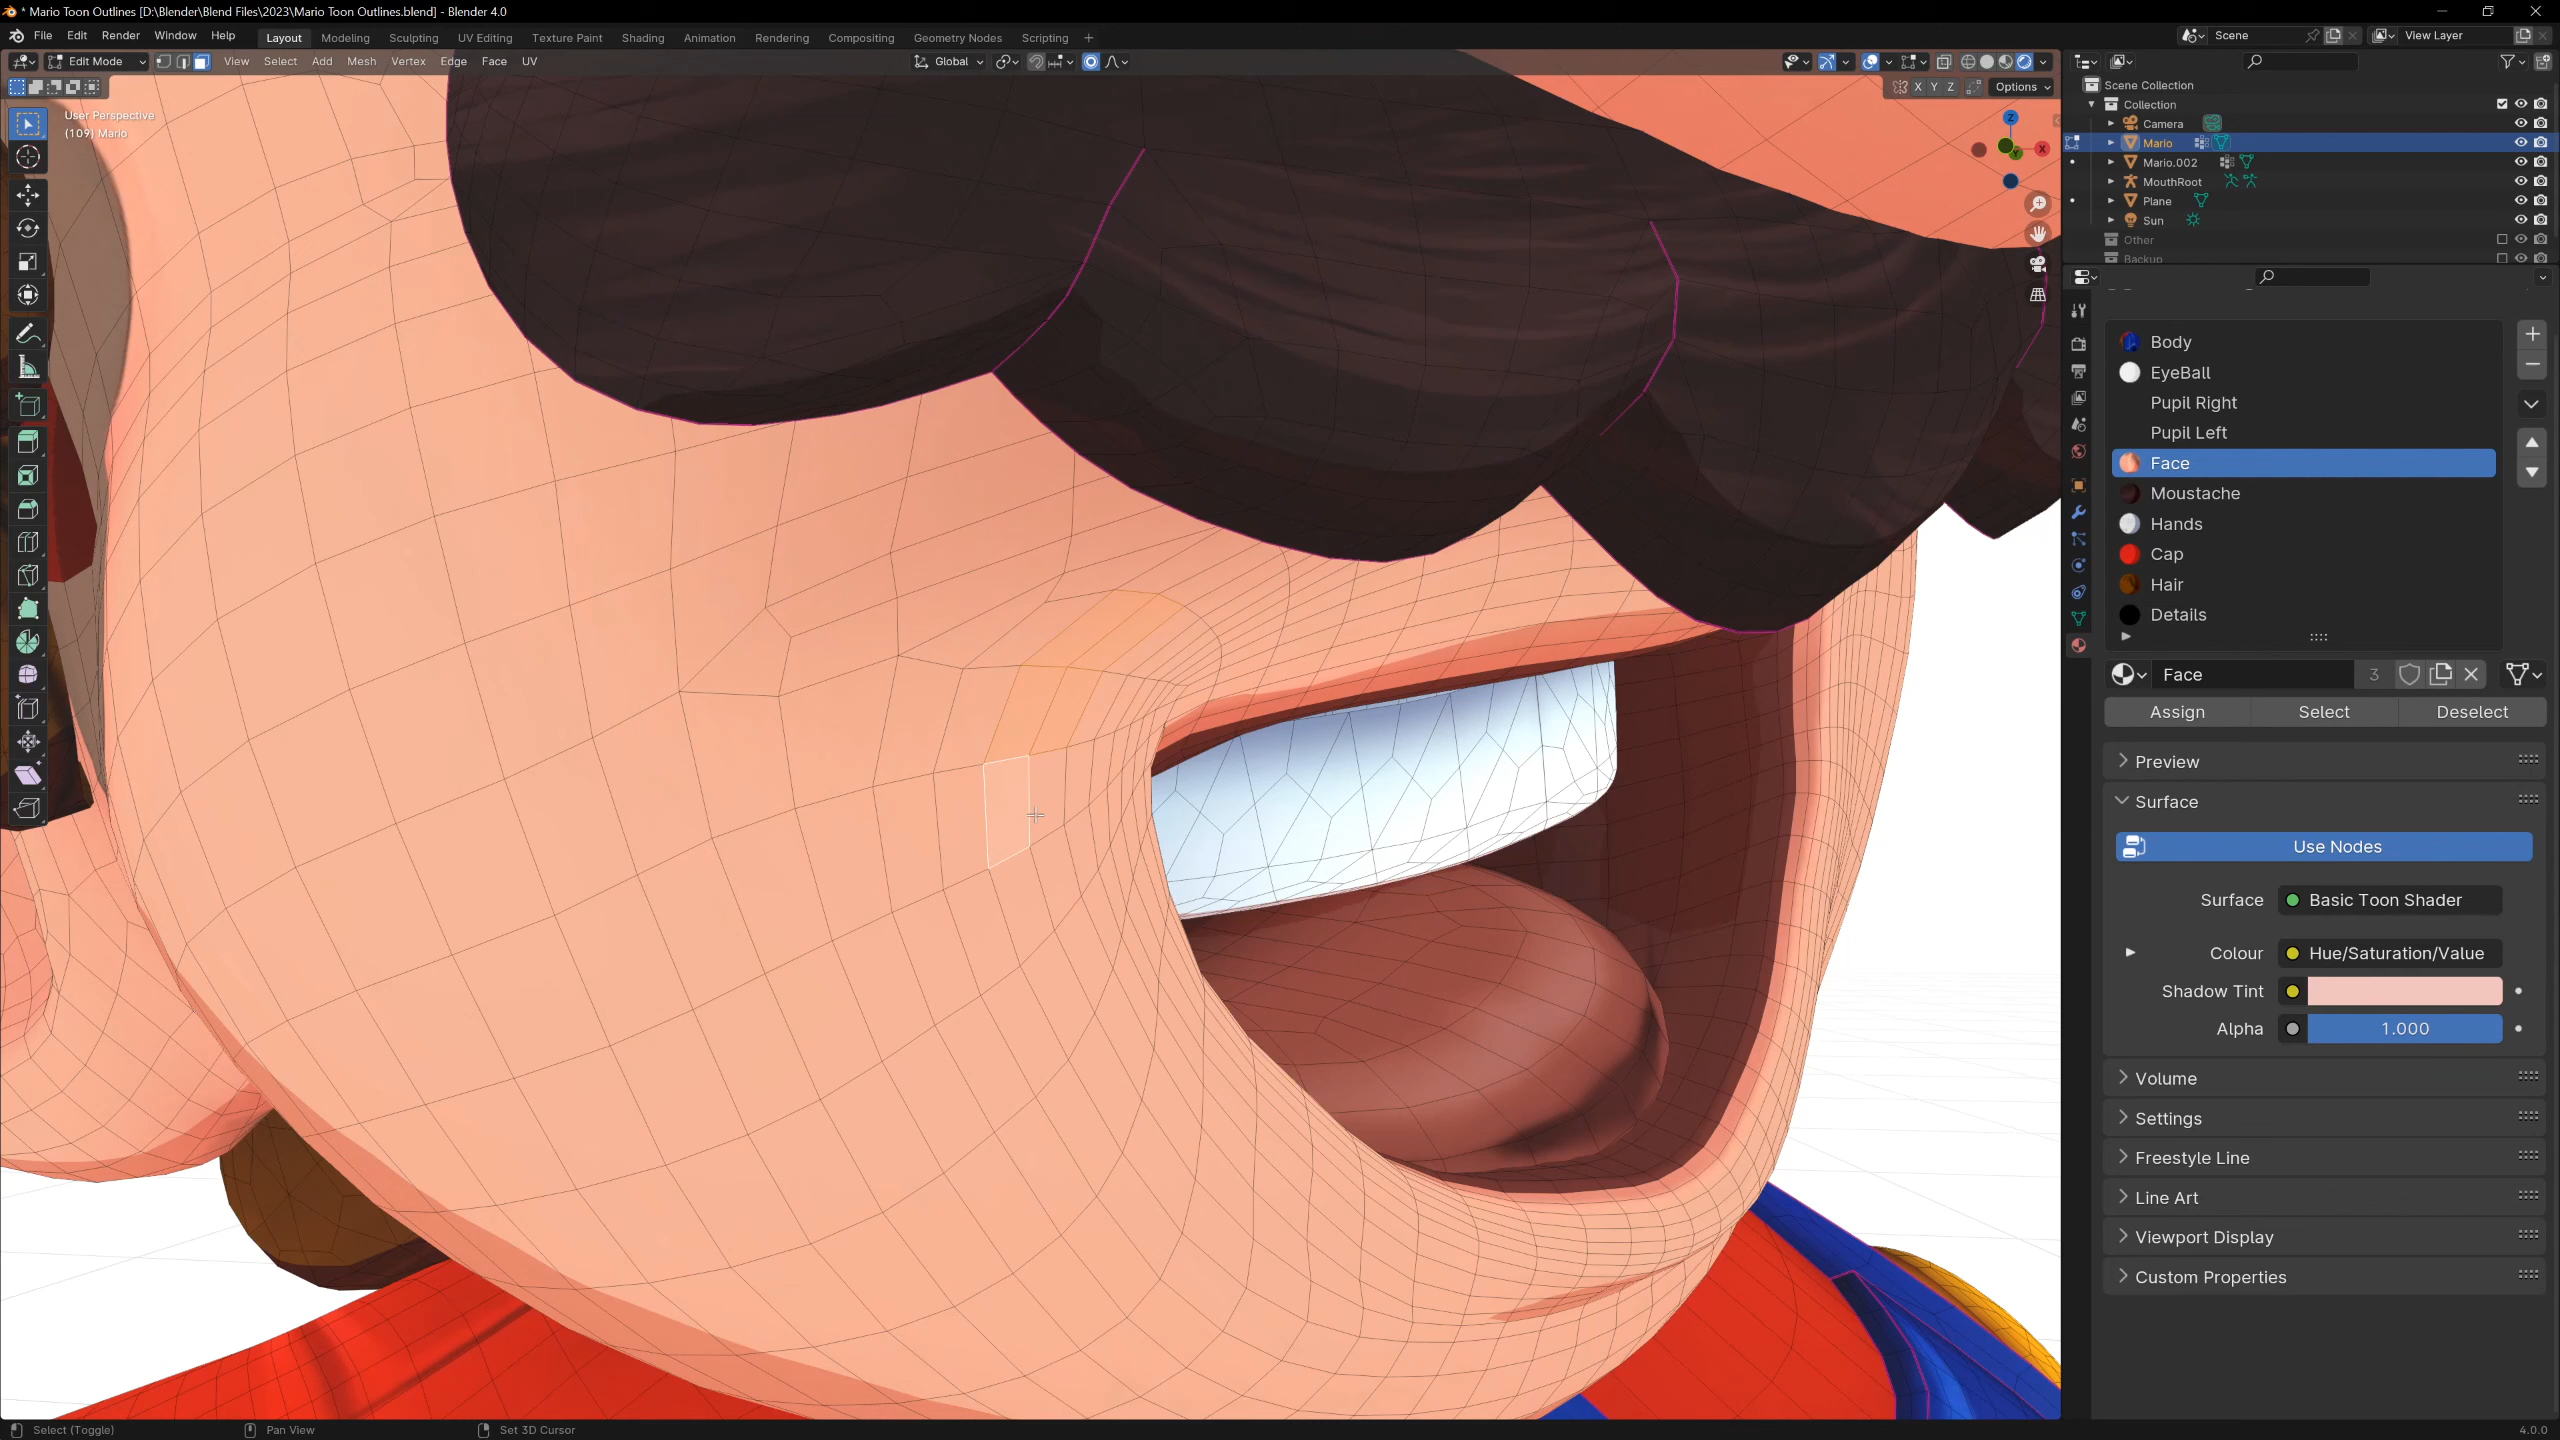 * Mario Toon Outlines [D:\Blender\Blend Files\2023\Mario Toon Outlines.blend] - Blender 4.0
File Edit Render Window Help Layout Modeling Sculpting UV Editing Texture Paint Shading Animation Rendering Compositing Geometry Nodes Scripting +
Scene View Layer
Edit Mode View Select Add Mesh Vertex Edge Face UV Global
X Y Z Options
User Perspective
(109) Mario
Z
X
Y
Scene Collection
Collection
Camera
Mario
Mario.002
MouthRoot
Plane
Sun
Other
Backup
Body
EyeBall
Pupil Right
Pupil Left
Face
Moustache
Hands
Cap
Hair
Details
Face 3
Assign Select Deselect
Preview
Surface
Use Nodes
Surface Basic Toon Shader
Colour Hue/Saturation/Value
Shadow Tint
Alpha 1.000
Volume
Settings
Freestyle Line
Line Art
Viewport Display
Custom Properties
Select (Toggle) Pan View Set 3D Cursor 4.0.0